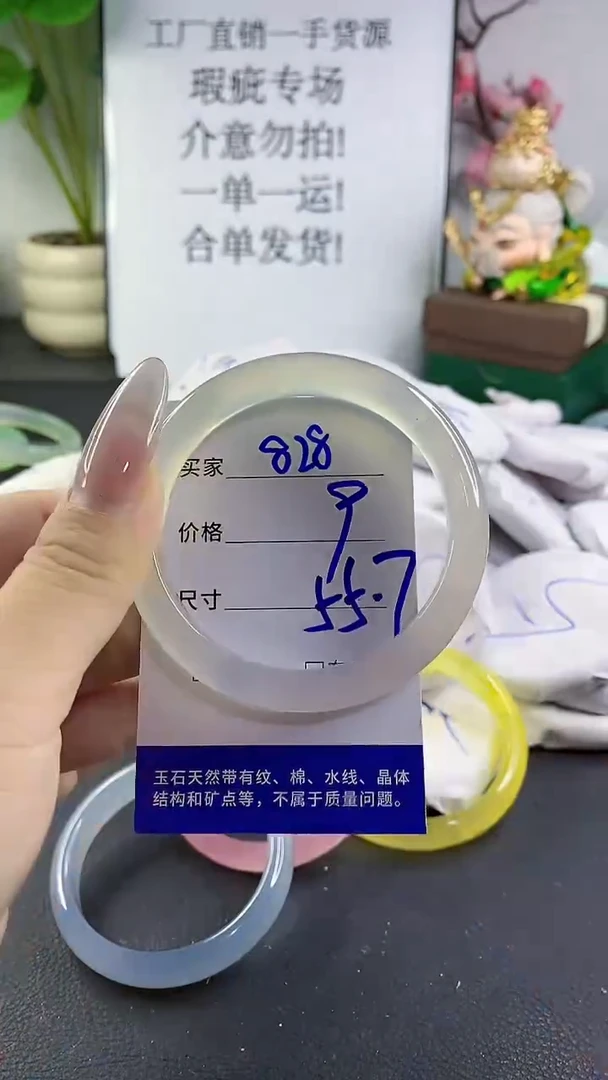 工厂直销一手货源
瑕疵专场
介意勿拍!
一单一运!
合单发货!
买家 828
价格 9
尺寸 55.7
玉石天然带有纹、棉、水线、晶体
结构和矿点等，不属于质量问题。